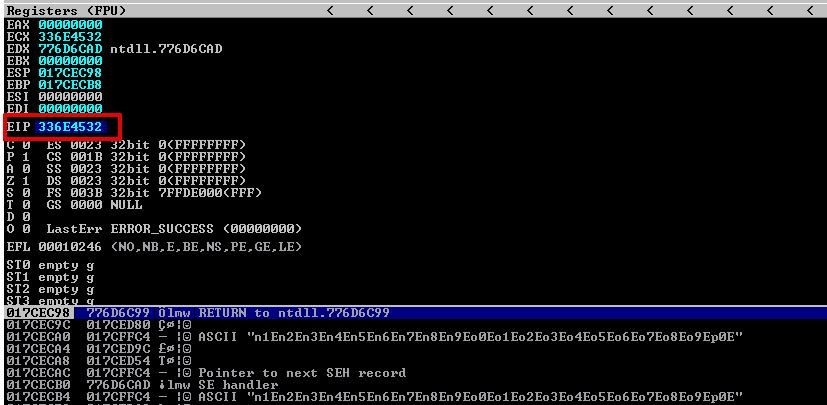 Registers (FPU) < < < < < < < < < < < < <
EAX 00000000
ECX 336E4532
EDX 776D6CAD ntdll.776D6CAD
EBX 00000000
ESP 017CEC98
EBP 017CECB8
ESI 00000000
EDI 00000000
EIP 336E4532
C 0 ES 0023 32bit 0(FFFFFFFF)
P 1 CS 001B 32bit 0(FFFFFFFF)
A 0 SS 0023 32bit 0(FFFFFFFF)
Z 1 DS 0023 32bit 0(FFFFFFFF)
S 0 FS 003B 32bit 7FFDE000(FFF)
T 0 GS 0000 NULL
D 0
O 0 LastErr ERROR_SUCCESS (00000000)
EFL 00010246 (NO,NB,E,BE,NS,PE,GE,LE)
ST0 empty g
ST1 empty g
ST2 empty g
ST3 empty g
017CEC98 776D6C99 Ölmw RETURN to ntdll.776D6C99
017CEC9C 017CED80 Ç
017CECA0 017CFFC4 ASCII "n1En2En3En4En5En6En7En8En9Eo0Eo1Eo2Eo3Eo4Eo5Eo6Eo7Eo8Eo9Ep0E"
017CECA4 017CED9C £
017CECA8 017CED54 T
017CECAC 017CFFC4 Pointer to next SEH record
017CECB0 776D6CAD ¡lmw SE handler
017CECB4 017CFFC4 ASCII "n1En2En3En4En5En6En7En8En9Eo0Eo1Eo2Eo3Eo4Eo5Eo6Eo7Eo8Eo9Ep0E"